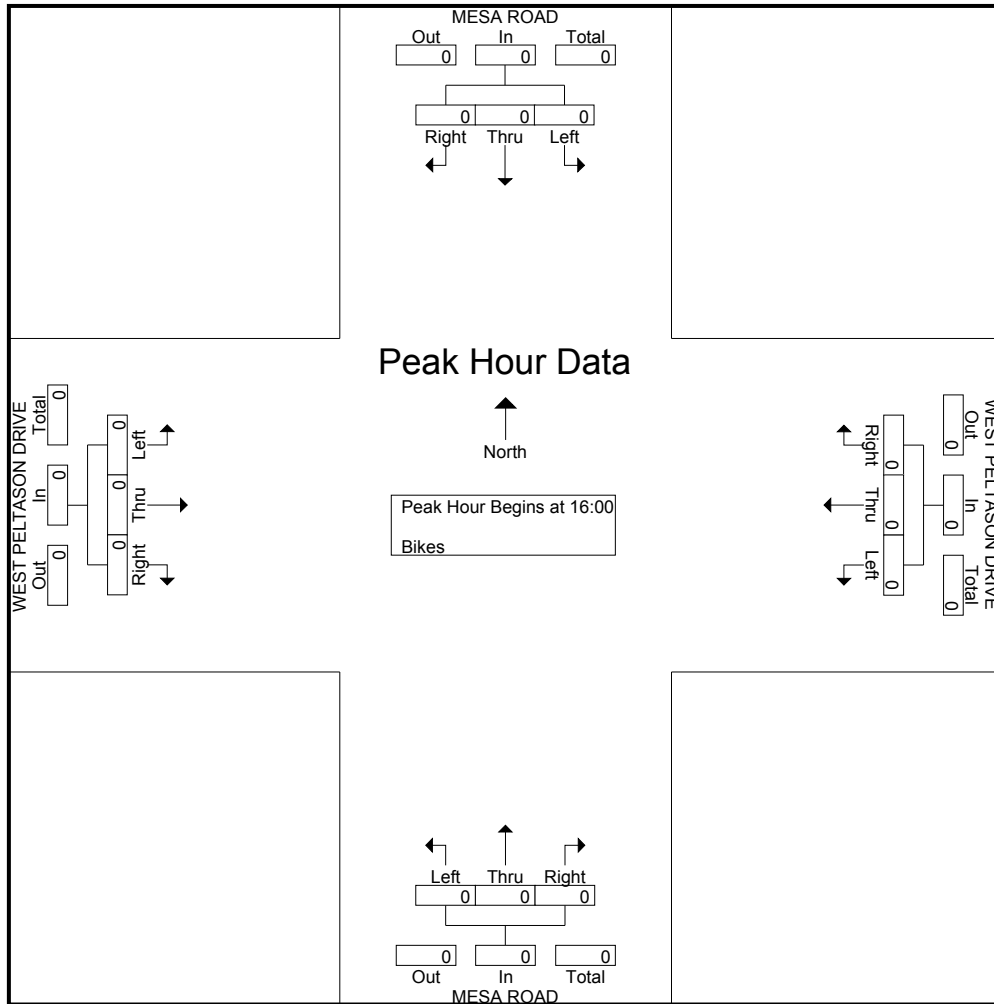 MESA ROAD
Out In Total
0 0 0
0 0 0
Right Thru Left
Peak Hour Data
North
Peak Hour Begins at 16:00
Bikes
WEST PELTASON DRIVE
Total In Out
0 0 0
0 0 0
Left Thru Right
WEST PELTASON DRIVE
Out In Total
0 0 0
0 0 0
Right Thru Left
Left Thru Right
0 0 0
0 0 0
Out In Total
MESA ROAD